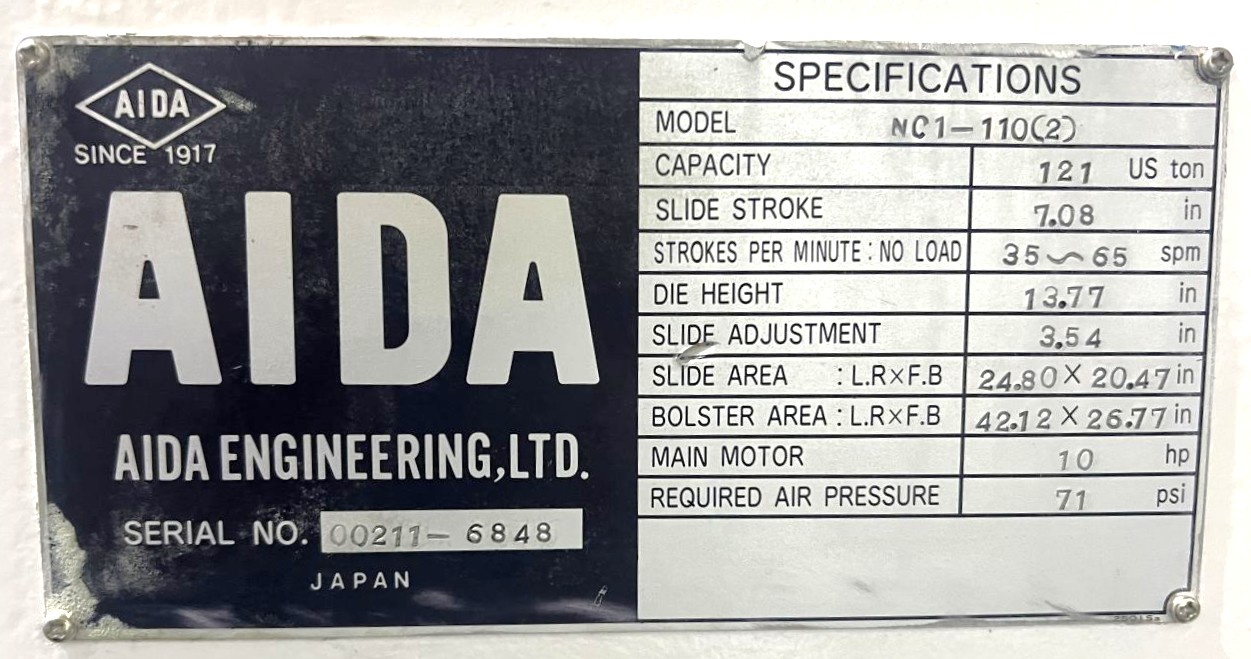 AIDA
SINCE 1917
AIDA
AIDA ENGINEERING,LTD.
SERIAL NO. 00211- 6848
JAPAN
SPECIFICATIONS
MODEL NC1-110(2)
CAPACITY 121 US ton
SLIDE STROKE 7.08 in
STROKES PER MINUTE : NO LOAD 35~65 spm
DIE HEIGHT 13.77 in
SLIDE ADJUSTMENT 3.54 in
SLIDE AREA : L.R×F.B 24.80 × 20.47 in
BOLSTER AREA : L.R×F.B 42.12 × 26.77 in
MAIN MOTOR 10 hp
REQUIRED AIR PRESSURE 71 psi